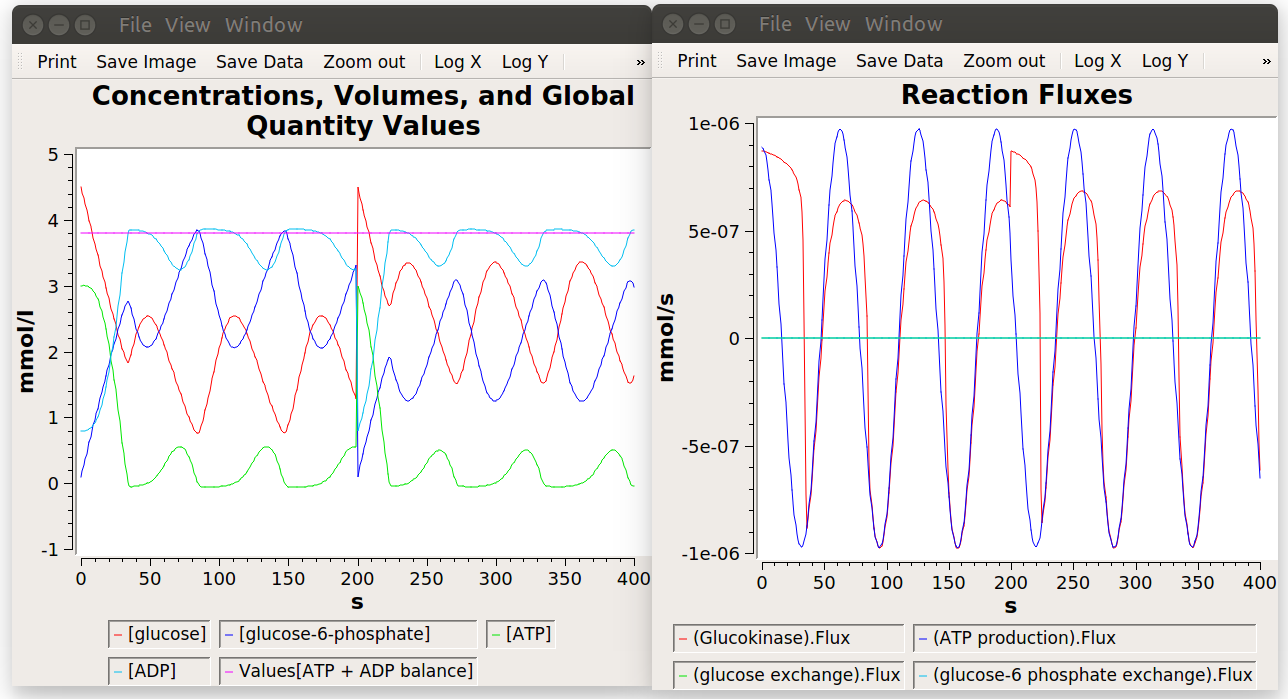 File View Window
Print Save Image Save Data Zoom out Log X Log Y »
Concentrations, Volumes, and Global
Quantity Values
5
4
3
2
1
0
-1
mmol/l
0 50 100 150 200 250 300 350 400
s
[glucose] [glucose-6-phosphate] [ATP]
[ADP] Values[ATP + ADP balance]
File View Window
Print Save Image Save Data Zoom out Log X Log Y »
Reaction Fluxes
1e-06
5e-07
0
-5e-07
-1e-06
mmol/s
0 50 100 150 200 250 300 350 400
s
(Glucokinase).Flux (ATP production).Flux
(glucose exchange).Flux (glucose-6 phosphate exchange).Flux